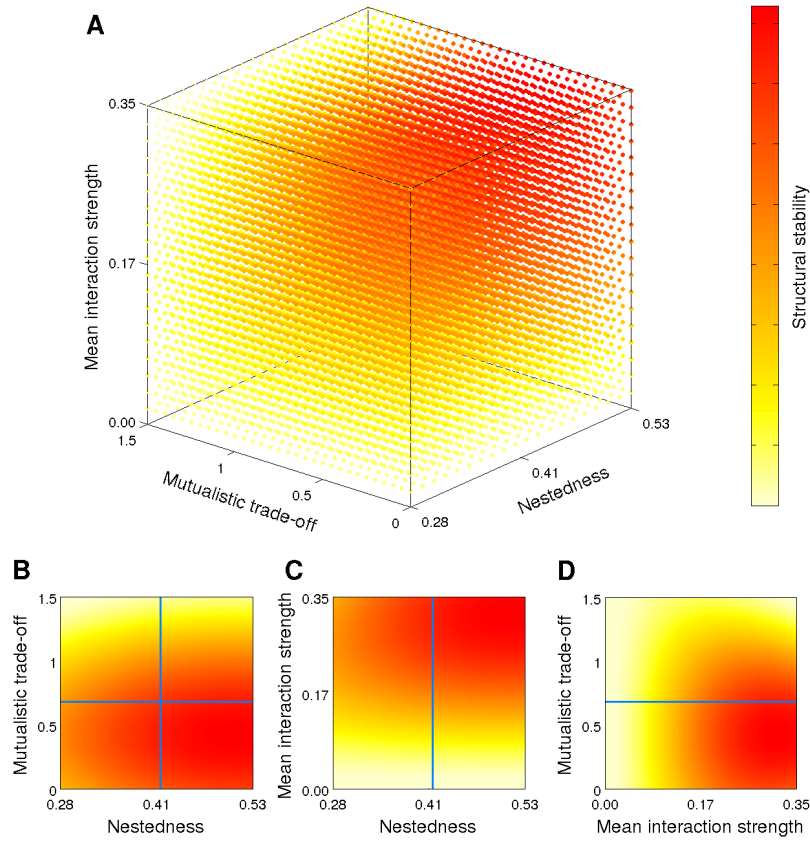 A
0.35
0.17
0.00
Mean interaction strength
1.5
1
0.5
0
Mutualistic trade-off
0.28
0.41
0.53
Nestedness
Structural stability
B
1.5
1
0.5
0
Mutualistic trade-off
0.28
0.41
0.53
Nestedness
C
0.35
0.17
0.00
Mean interaction strength
0.28
0.41
0.53
Nestedness
D
1.5
1
0.5
0
Mutualistic trade-off
0.00
0.17
0.35
Mean interaction strength